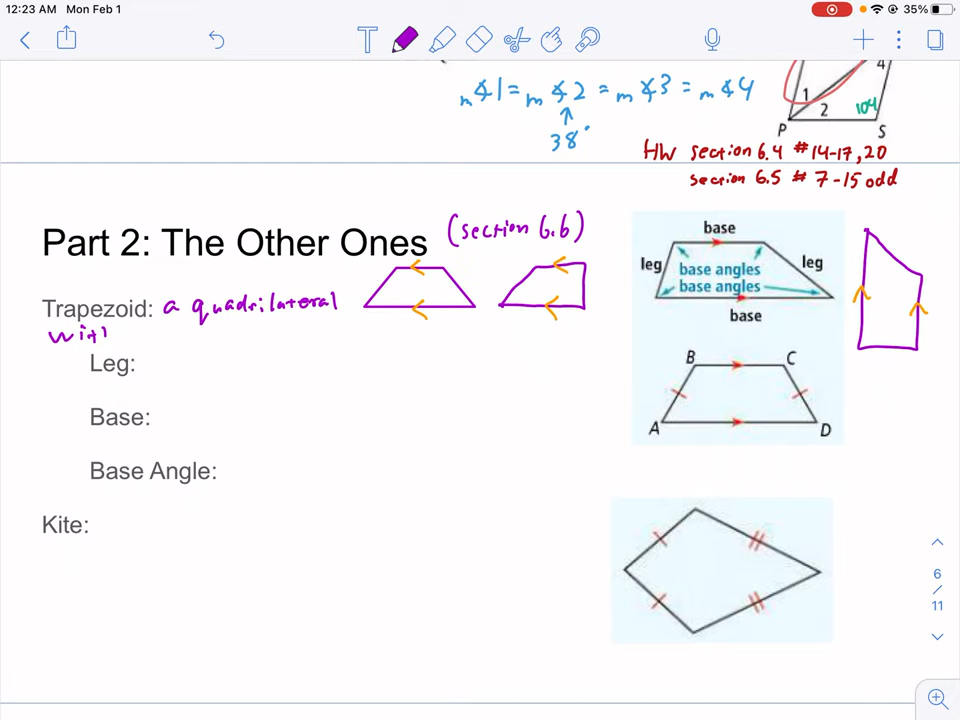 12:23 AM Mon Feb 1
35%
T
m∡1 = m∡2 = m∡3 = m∡4
38°
4
1
2
104
P
S
HW section 6.4 # 14-17, 20
section 6.5 # 7-15 odd
Part 2: The Other Ones (section 6.6)
Trapezoid: a quadrilateral
with
Leg:
Base:
Base Angle:
Kite:
base
leg
base angles
leg
base angles
base
B
C
A
D
6
/
11